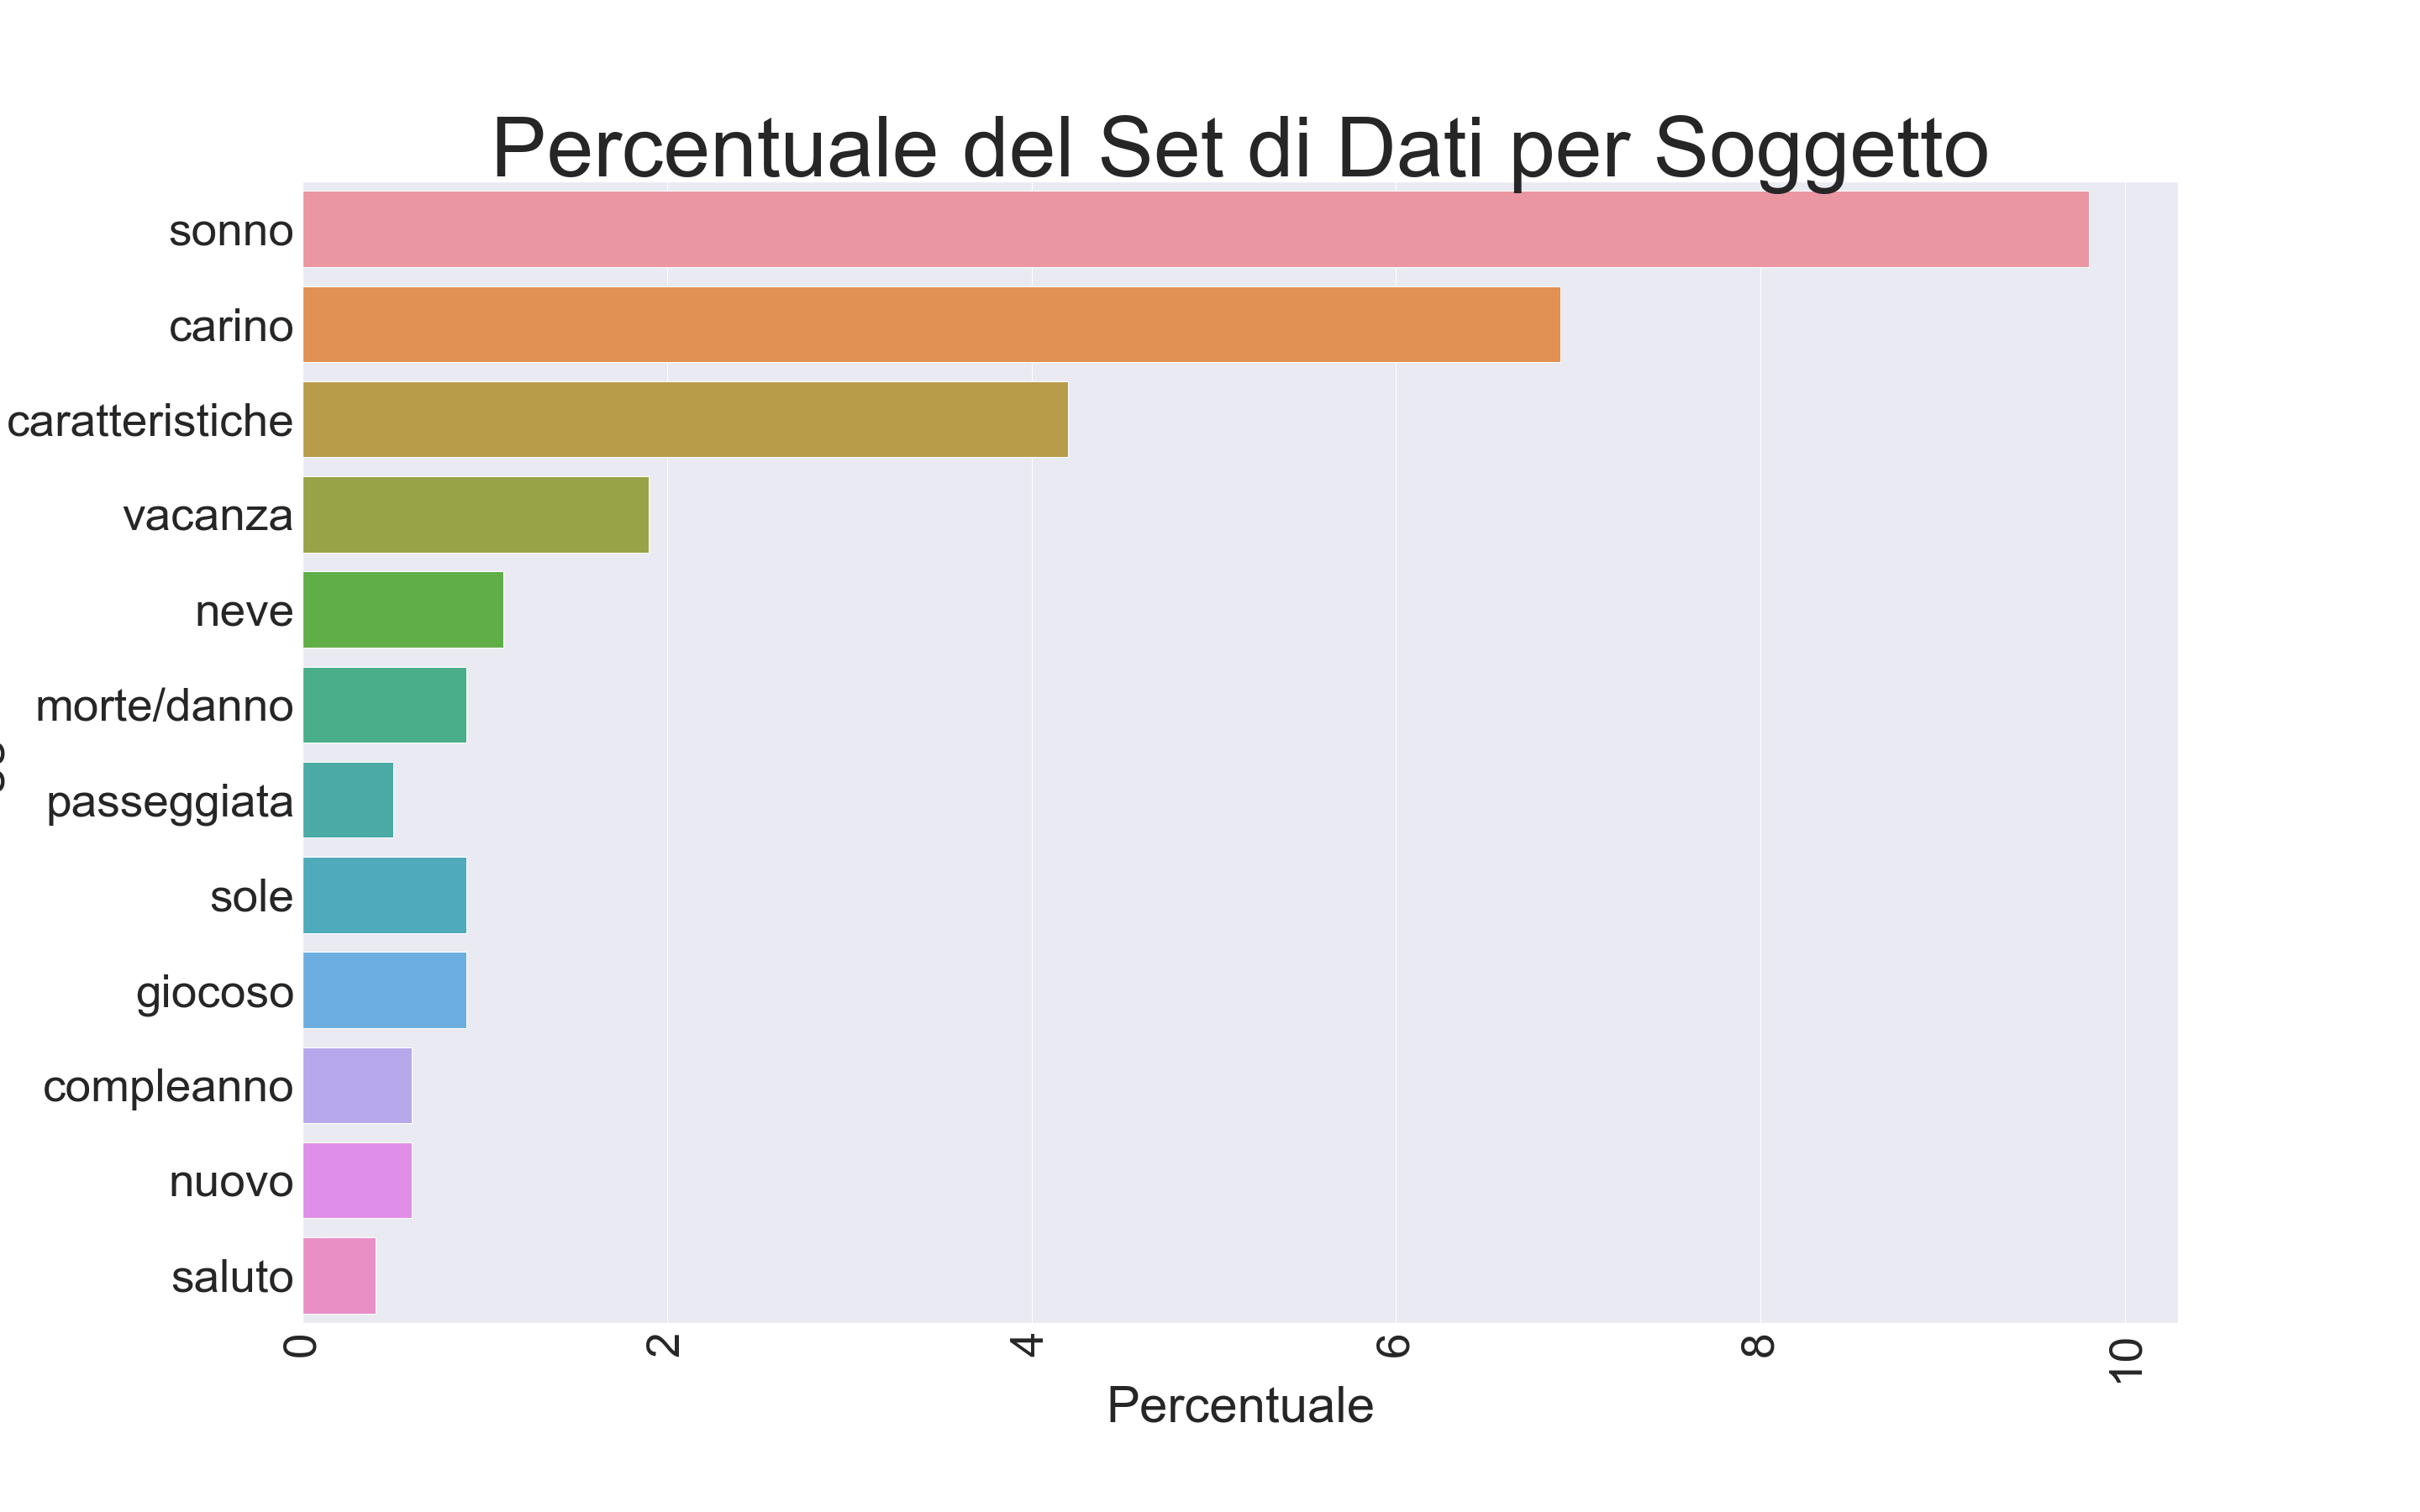 Percentuale del Set di Dati per Soggetto
sonno
carino
caratteristiche
vacanza
neve
morte/danno
passeggiata
sole
giocoso
compleanno
nuovo
saluto
0 2 4 6 8 10
Percentuale